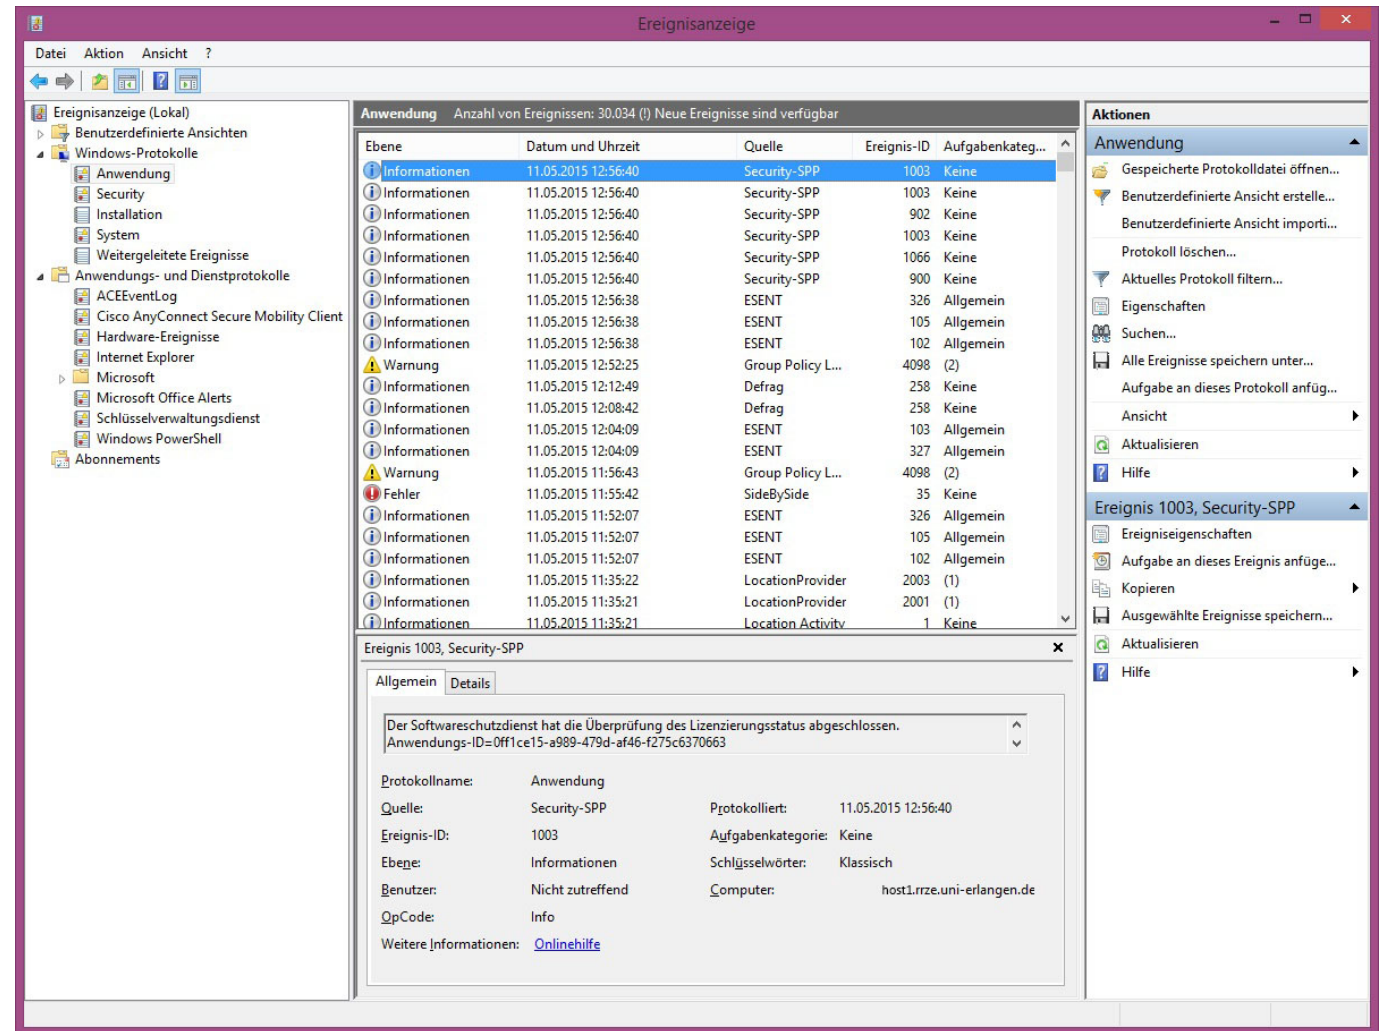 Ereignisanzeige
Datei Aktion Ansicht ?
Ereignisanzeige (Lokal)
Benutzerdefinierte Ansichten
Windows-Protokolle
Anwendung
Security
Installation
System
Weitergeleitete Ereignisse
Anwendungs- und Dienstprotokolle
ACEEventLog
Cisco AnyConnect Secure Mobility Client
Hardware-Ereignisse
Internet Explorer
Microsoft
Microsoft Office Alerts
Schlüsselverwaltungsdienst
Windows PowerShell
Abonnements
Anwendung Anzahl von Ereignissen: 30.034 (!) Neue Ereignisse sind verfügbar
Ebene Datum und Uhrzeit Quelle Ereignis-ID Aufgabenkateg...
Informationen 11.05.2015 12:56:40 Security-SPP 1003 Keine
Informationen 11.05.2015 12:56:40 Security-SPP 1003 Keine
Informationen 11.05.2015 12:56:40 Security-SPP 902 Keine
Informationen 11.05.2015 12:56:40 Security-SPP 1003 Keine
Informationen 11.05.2015 12:56:40 Security-SPP 1066 Keine
Informationen 11.05.2015 12:56:40 Security-SPP 900 Keine
Informationen 11.05.2015 12:56:38 ESENT 326 Allgemein
Informationen 11.05.2015 12:56:38 ESENT 105 Allgemein
Informationen 11.05.2015 12:56:38 ESENT 102 Allgemein
Warnung 11.05.2015 12:52:25 Group Policy L... 4098 (2)
Informationen 11.05.2015 12:12:49 Defrag 258 Keine
Informationen 11.05.2015 12:08:42 Defrag 258 Keine
Informationen 11.05.2015 12:04:09 ESENT 103 Allgemein
Informationen 11.05.2015 12:04:09 ESENT 327 Allgemein
Warnung 11.05.2015 11:56:43 Group Policy L... 4098 (2)
Fehler 11.05.2015 11:55:42 SideBySide 35 Keine
Informationen 11.05.2015 11:52:07 ESENT 326 Allgemein
Informationen 11.05.2015 11:52:07 ESENT 105 Allgemein
Informationen 11.05.2015 11:52:07 ESENT 102 Allgemein
Informationen 11.05.2015 11:35:22 LocationProvider 2003 (1)
Informationen 11.05.2015 11:35:21 LocationProvider 2001 (1)
Informationen 11.05.2015 11:35:21 Location Activity 1 Keine
Ereignis 1003, Security-SPP
Allgemein Details
Der Softwareschutzdienst hat die Überprüfung des Lizenzierungsstatus abgeschlossen.
Anwendungs-ID=0ff1ce15-a989-479d-af46-f275c6370663
Protokollname: Anwendung
Quelle: Security-SPP Protokolliert: 11.05.2015 12:56:40
Ereignis-ID: 1003 Aufgabenkategorie: Keine
Ebene: Informationen Schlüsselwörter: Klassisch
Benutzer: Nicht zutreffend Computer: host1.rrze.uni-erlangen.de
OpCode: Info
Weitere Informationen: Onlinehilfe
Aktionen
Anwendung
Gespeicherte Protokolldatei öffnen...
Benutzerdefinierte Ansicht erstelle...
Benutzerdefinierte Ansicht importi...
Protokoll löschen...
Aktuelles Protokoll filtern...
Eigenschaften
Suchen...
Alle Ereignisse speichern unter...
Aufgabe an dieses Protokoll anfüg...
Ansicht
Aktualisieren
Hilfe
Ereignis 1003, Security-SPP
Ereigniseigenschaften
Aufgabe an dieses Ereignis anfüge...
Kopieren
Ausgewählte Ereignisse speichern...
Aktualisieren
Hilfe